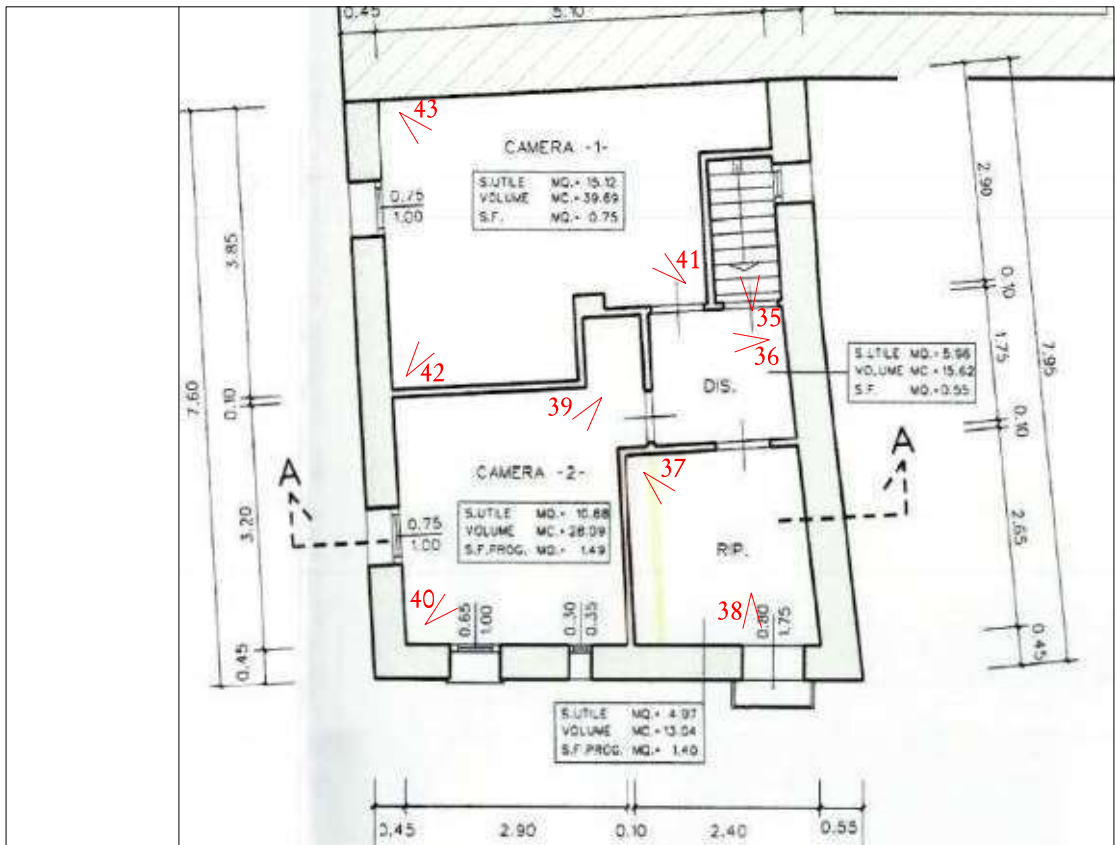 0.45
5.10
43
CAMERA -1-
S.UTILE MQ.= 15.12
VOLUME MC.= 39.69
S.F. MQ.= 0.75
0.75
1.00
41
35
36
42
39
DIS.
S.UTILE MQ.= 5.96
VOLUME MC = 15.62
S.F. MQ.= 0.55
7.60
3.85
0.10
3.20
0.45
2.90
0.10
1.75
0.10
2.65
0.45
7.95
A
A
37
CAMERA -2-
S.UTILE MQ.= 10.68
VOLUME MC.= 28.09
S.F.PROG. MQ.= 1.49
0.75
1.00
RIP.
40
0.65
1.00
0.30
0.35
38
0.80
1.75
S.UTILE MQ.= 4.97
VOLUME MC.= 13.04
S.F.PROG. MQ.= 1.40
0.45
2.90
0.10
2.40
0.55